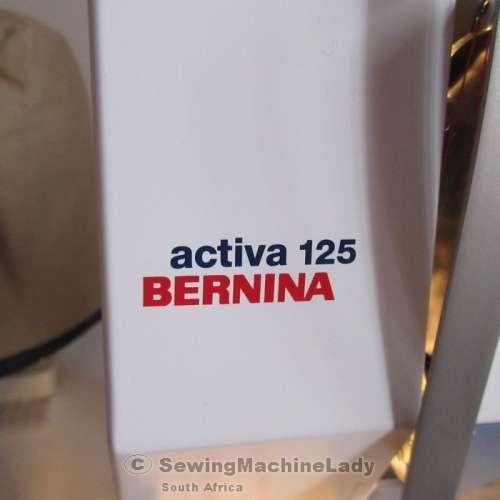 activa 125
BERNINA
© SewingMachineLady
South Africa